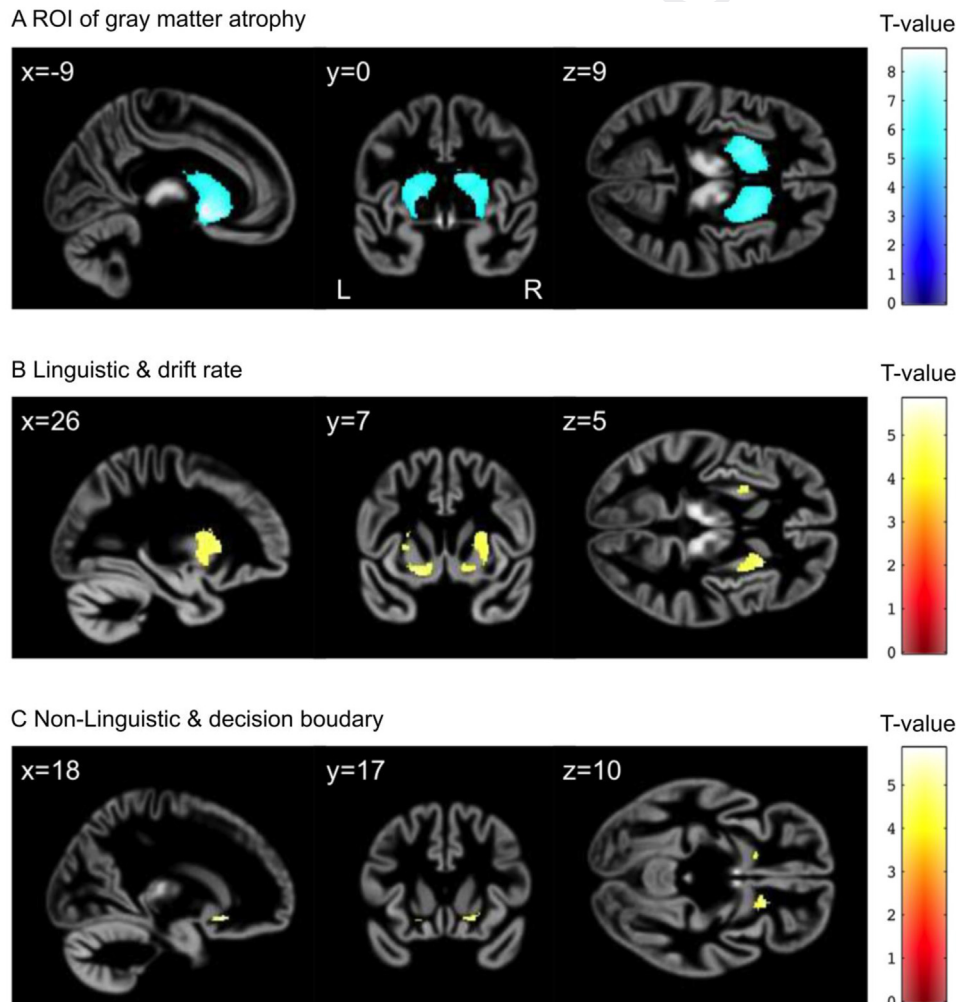 A ROI of gray matter atrophy
T-value
x=-9
y=0
z=9
L
R
8
7
6
5
4
3
2
1
0
B Linguistic & drift rate
T-value
x=26
y=7
z=5
5
4
3
2
1
0
C Non-Linguistic & decision boudary
T-value
x=18
y=17
z=10
5
4
3
2
1
0